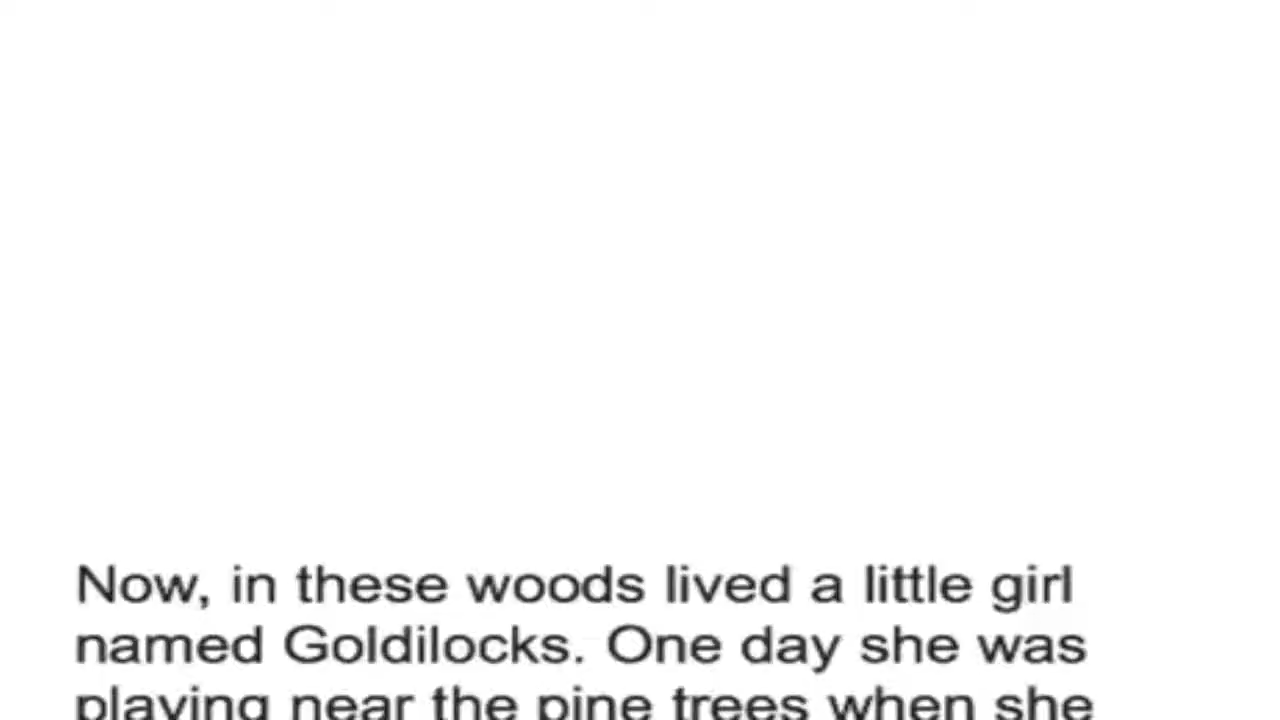 Now, in these woods lived a little girl
named Goldilocks. One day she was
playing near the pine trees when she